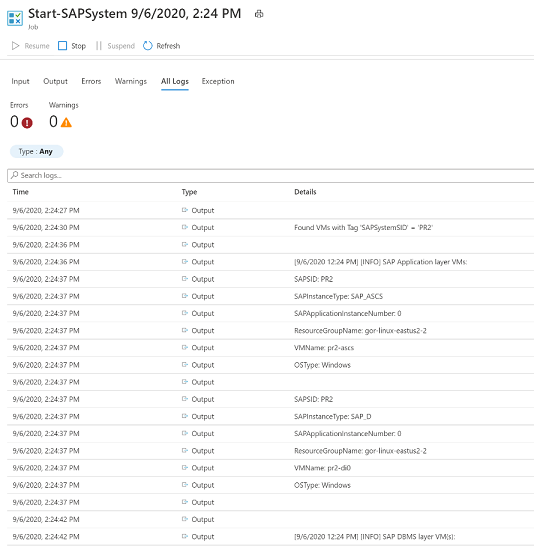 Start-SAPSystem 9/6/2020, 2:24 PM
Job
Resume Stop Suspend Refresh
Input Output Errors Warnings All Logs Exception
Errors Warnings
0 0
Type : Any
Search logs...
Time Type Details
9/6/2020, 2:24:27 PM Output
9/6/2020, 2:24:30 PM Output Found VMs with Tag 'SAPSystemSID' = 'PR2'
9/6/2020, 2:24:36 PM Output
9/6/2020, 2:24:36 PM Output [9/6/2020 12:24 PM] [INFO] SAP Application layer VMs:
9/6/2020, 2:24:37 PM Output SAPSID: PR2
9/6/2020, 2:24:37 PM Output SAPInstanceType: SAP_ASCS
9/6/2020, 2:24:37 PM Output SAPApplicationInstanceNumber: 0
9/6/2020, 2:24:37 PM Output ResourceGroupName: gor-linux-eastus2-2
9/6/2020, 2:24:37 PM Output VMName: pr2-ascs
9/6/2020, 2:24:37 PM Output OSType: Windows
9/6/2020, 2:24:37 PM Output
9/6/2020, 2:24:37 PM Output SAPSID: PR2
9/6/2020, 2:24:37 PM Output SAPInstanceType: SAP_D
9/6/2020, 2:24:37 PM Output SAPApplicationInstanceNumber: 0
9/6/2020, 2:24:37 PM Output ResourceGroupName: gor-linux-eastus2-2
9/6/2020, 2:24:37 PM Output VMName: pr2-di0
9/6/2020, 2:24:37 PM Output OSType: Windows
9/6/2020, 2:24:37 PM Output
9/6/2020, 2:24:42 PM Output
9/6/2020, 2:24:42 PM Output [9/6/2020 12:24 PM] [INFO] SAP DBMS layer VM(s):